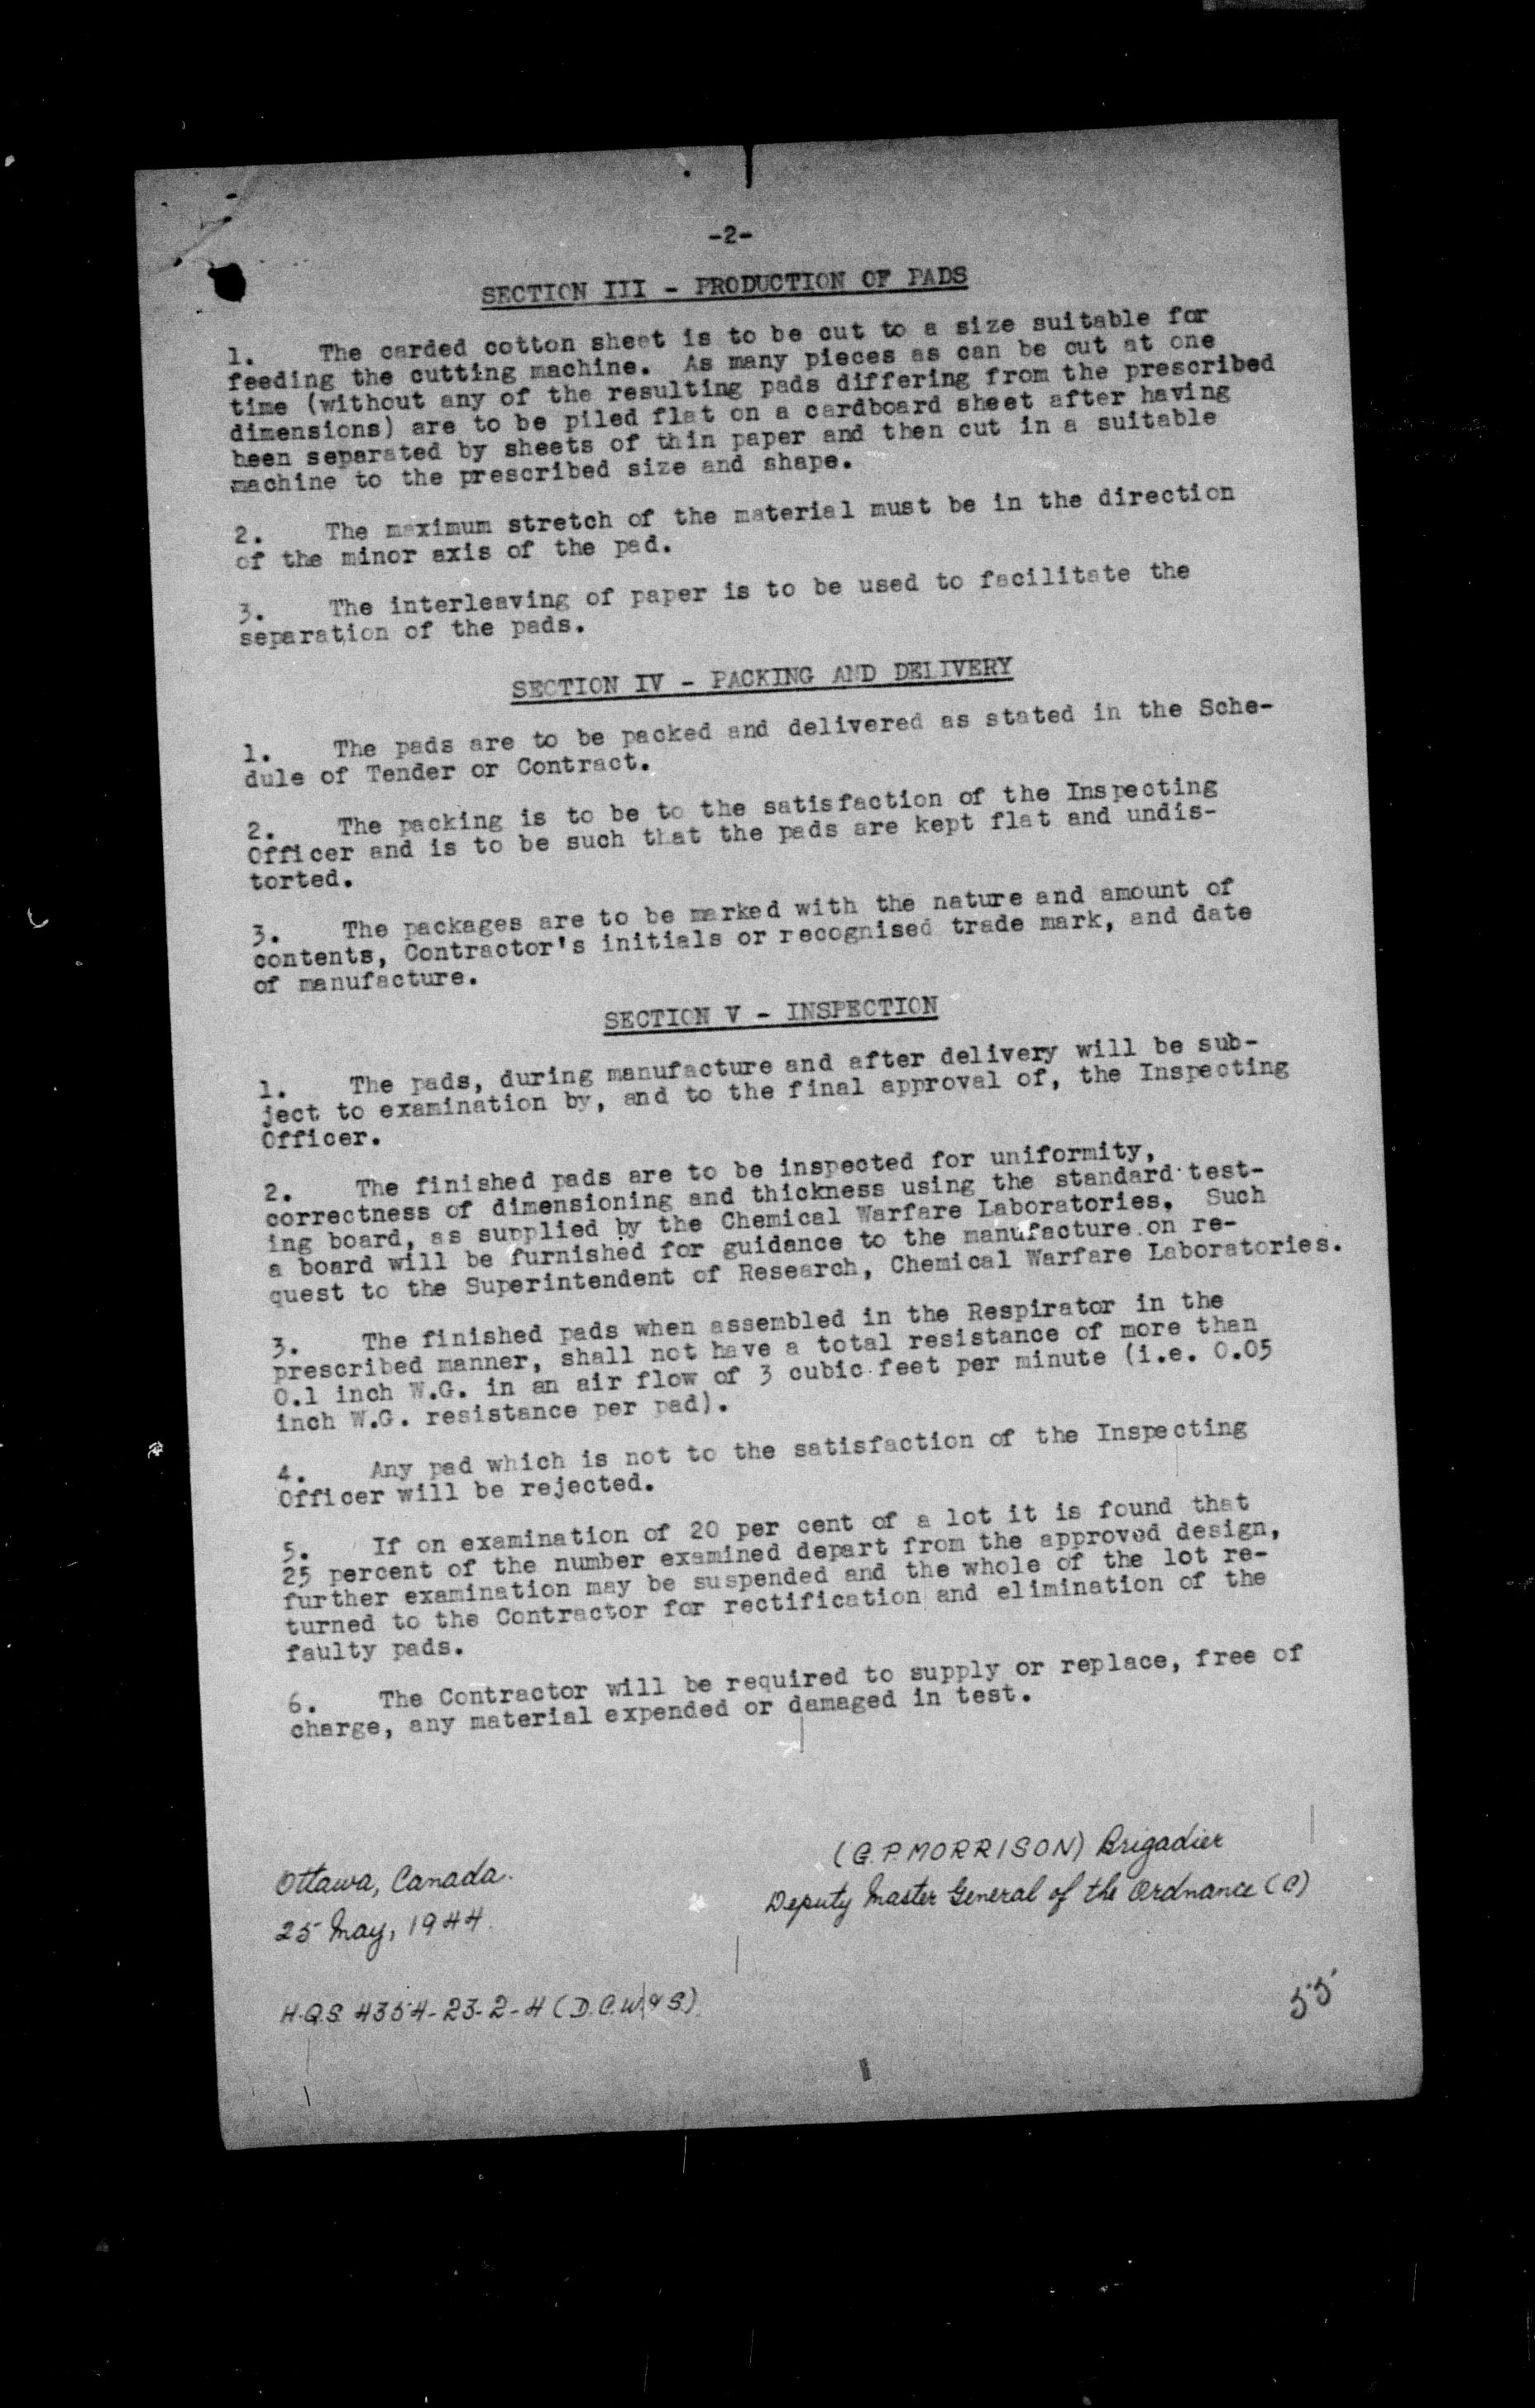 -2-
SECTION III - PRODUCTION OF PADS
1. The carded cotton sheet is to be cut to a size suitable for
feeding the cutting machine. As many pieces as can be cut at one
time (without any of the resulting pads differing from the prescribed
dimensions) are to be piled flat on a cardboard sheet after having
been separated by sheets of thin paper and then cut in a suitable
machine to the prescribed size and shape.
2. The maximum stretch of the material must be in the direction
of the minor axis of the pad.
3. The interleaving of paper is to be used to facilitate the
separation of the pads.
SECTION IV - PACKING AND DELIVERY
1. The pads are to be packed and delivered as stated in the Sche-
dule of Tender or Contract.
2. The packing is to be to the satisfaction of the Inspecting
Officer and is to be such that the pads are kept flat and undis-
torted.
3. The packages are to be marked with the nature and amount of
contents, Contractor's initials or recognised trade mark, and date
of manufacture.
SECTION V - INSPECTION
1. The pads, during manufacture and after delivery will be sub-
ject to examination by, and to the final approval of, the Inspecting
Officer.
2. The finished pads are to be inspected for uniformity,
correctness of dimensioning and thickness using the standard test-
ing board, as supplied by the Chemical Warfare Laboratories. Such
a board will be furnished for guidance to the manufacture on re-
quest to the Superintendent of Research, Chemical Warfare Laboratories.
3. The finished pads when assembled in the Respirator in the
prescribed manner, shall not have a total resistance of more than
0.1 inch W.G. in an air flow of 3 cubic feet per minute (i.e. 0.05
inch W.G. resistance per pad).
4. Any pad which is not to the satisfaction of the Inspecting
Officer will be rejected.
5. If on examination of 20 per cent of a lot it is found that
25 percent of the number examined depart from the approved design,
further examination may be suspended and the whole of the lot re-
turned to the Contractor for rectification and elimination of the
faulty pads.
6. The Contractor will be required to supply or replace, free of
charge, any material expended or damaged in test.
(G.P. MORRISON) Brigadier
Deputy Master General of the Ordnance (C)
Ottawa, Canada.
25 May, 1944.
H.Q.S. 4354-23-2-4 (D.C.W.&S.)
55